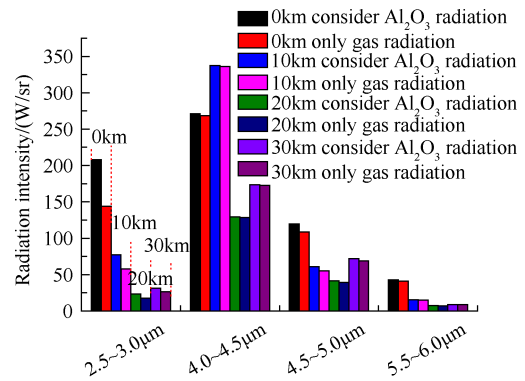 0km consider Al₂O₃ radiation
0km only gas radiation
10km consider Al₂O₃ radiation
10km only gas radiation
20km consider Al₂O₃ radiation
20km only gas radiation
30km consider Al₂O₃ radiation
30km only gas radiation
Radiation intensity/(W/sr)
350
300
250
200
150
100
50
0
0km
10km
20km
30km
2.5~3.0μm
4.0~4.5μm
4.5~5.0μm
5.5~6.0μm